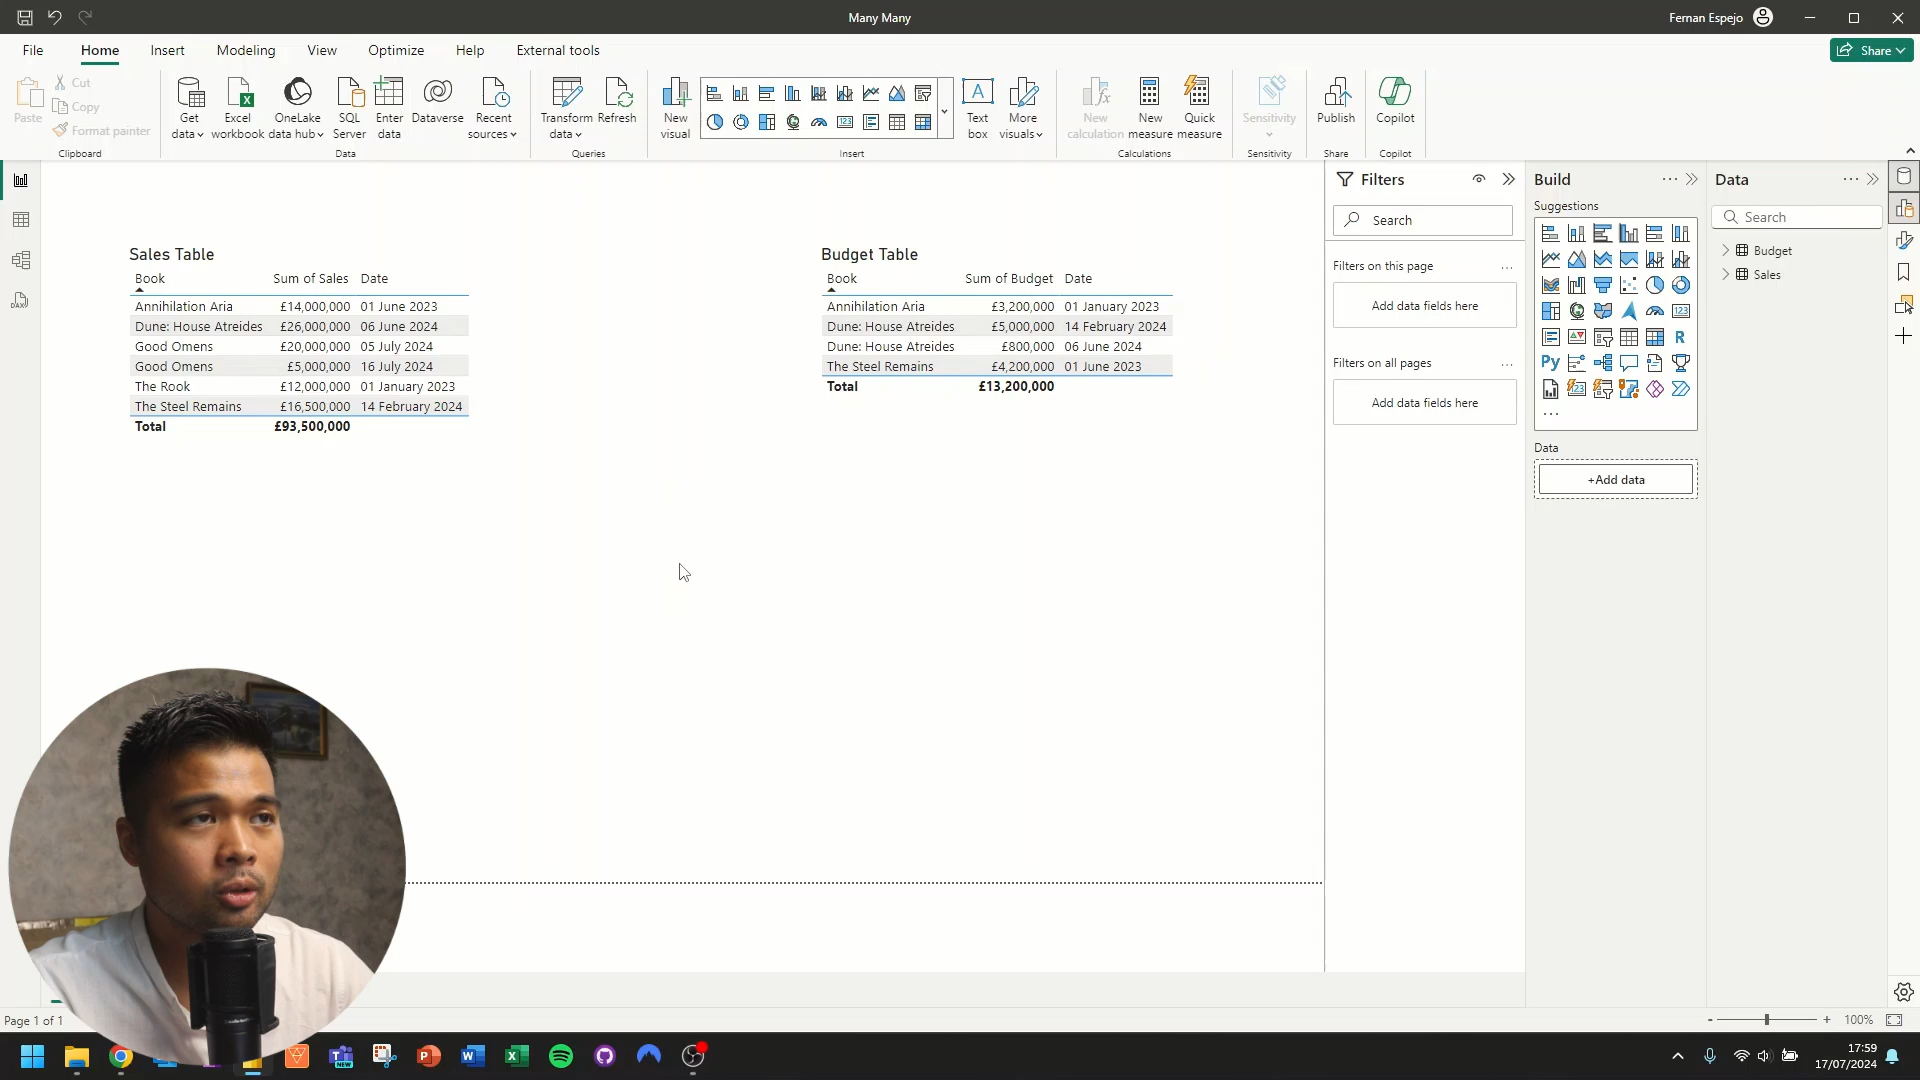 Many Many
Fernan Espejo
File Home Insert Modeling View Optimize Help External tools
Share
Paste
Cut
Copy
Format painter
Clipboard
Get data
Excel workbook
OneLake data hub
SQL Server
Enter data
Dataverse
Recent sources
Data
Transform data
Refresh
Queries
New visual
Text box
More visuals
Insert
New calculation
New measure
Quick measure
Calculations
Sensitivity
Sensitivity
Publish
Share
Copilot
Copilot
Sales Table
Book Sum of Sales Date
Annihilation Aria £14,000,000 01 June 2023
Dune: House Atreides £26,000,000 06 June 2024
Good Omens £20,000,000 05 July 2024
Good Omens £5,000,000 16 July 2024
The Rook £12,000,000 01 January 2023
The Steel Remains £16,500,000 14 February 2024
Total £93,500,000
Budget Table
Book Sum of Budget Date
Annihilation Aria £3,200,000 01 January 2023
Dune: House Atreides £5,000,000 14 February 2024
Dune: House Atreides £800,000 06 June 2024
The Steel Remains £4,200,000 01 June 2023
Total £13,200,000
Filters
Search
Filters on this page ...
Add data fields here
Filters on all pages ...
Add data fields here
Build ...
Suggestions
123
R
Py
...
Data
+Add data
Data ...
Search
Budget
Sales
DAX
Page 1 of 1
- + 100%
NEW
17:59
17/07/2024